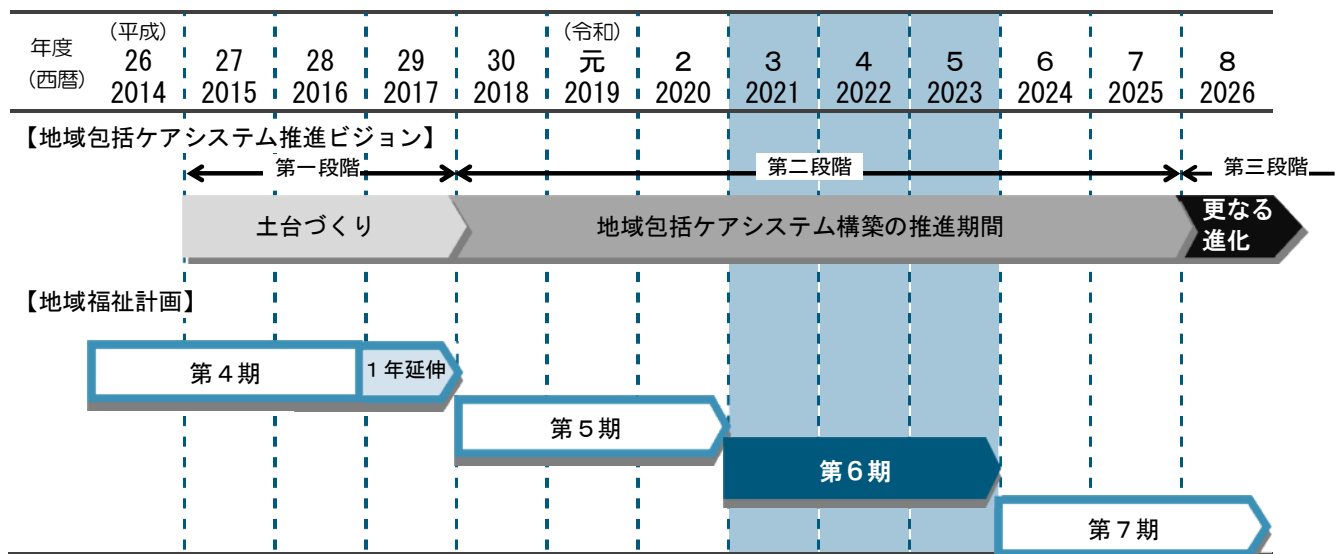 年度
(西暦)
(平成) (令和)
26 27 28 29 30 元 2 3 4 5 6 7 8
2014 2015 2016 2017 2018 2019 2020 2021 2022 2023 2024 2025 2026
【地域包括ケアシステム推進ビジョン】
第一段階 第二段階 第三段階
土台づくり 地域包括ケアシステム構築の推進期間
更なる
進化
【地域福祉計画】
第4期 1年延伸
第5期
第6期
第7期